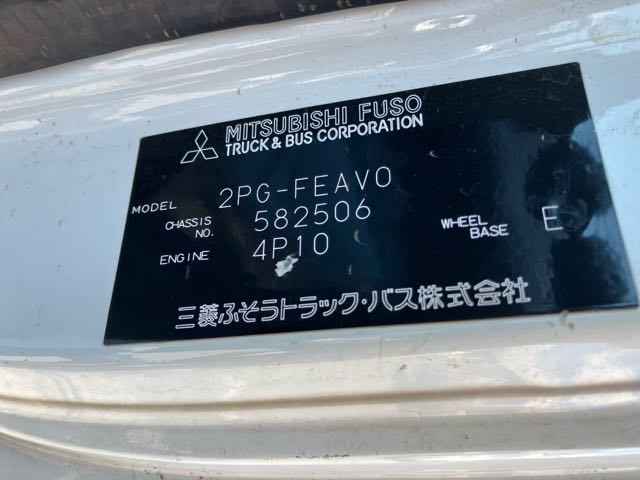 MITSUBISHI FUSO
TRUCK & BUS CORPORATION
MODEL 2PG-FEAV0
CHASSIS NO. 582506
ENGINE 4P10
WHEEL BASE E
三菱ふそうトラック・バス株式会社